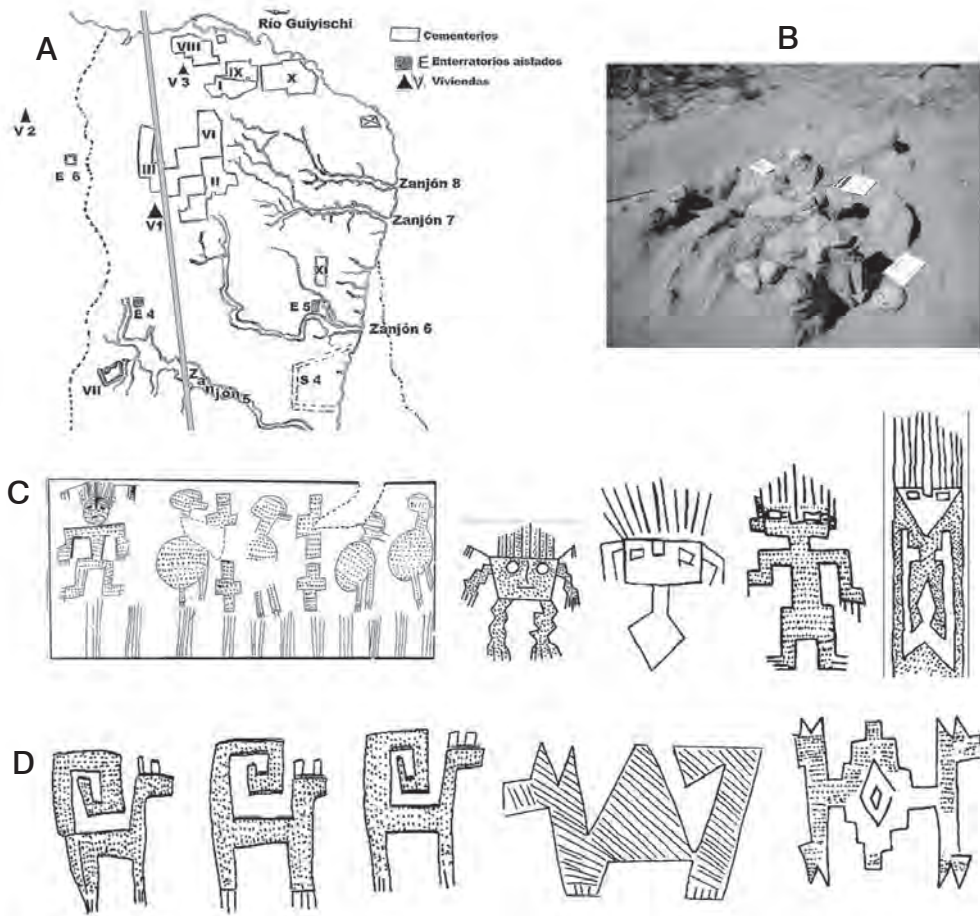 A
Río Guiyischi
Cementerios
E Enterratorios aislados
V. Viviendas
VIII
V 3
IX
I
X
V 2
E 6
III
VI
II
V1
Zanjón 8
Zanjón 7
XI
E 5
Zanjón 6
E 4
VII
Zanjón 5
S 4
B
C
D